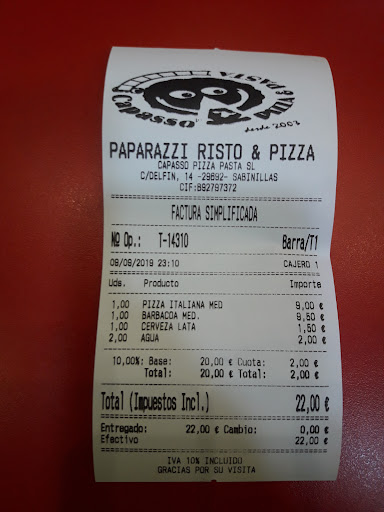 Capasso
PIZZA & PASTA
desde 2003
PAPARAZZI RISTO & PIZZA
CAPASSO PIZZA PASTA SL
C/DELFIN, 14 -29692- SABINILLAS
CIF:B92797372
FACTURA SIMPLIFICADA
Nº Op.: T-14310 Barra/T1
09/09/2019 23:10 CAJERO 1
Uds. Producto Importe
1,00 PIZZA ITALIANA MED 9,00 €
1,00 BARBACOA MED. 9,50 €
1,00 CERVEZA LATA 1,50 €
2,00 AGUA 2,00 €
10,00%: Base: 20,00 € Cuota: 2,00 €
Total: 20,00 € Total: 2,00 €
Total (Impuestos Incl.) 22,00 €
Entregado: 22,00 € Cambio: 0,00 €
Efectivo 22,00 €
IVA 10% INCLUIDO
GRACIAS POR SU VISITA